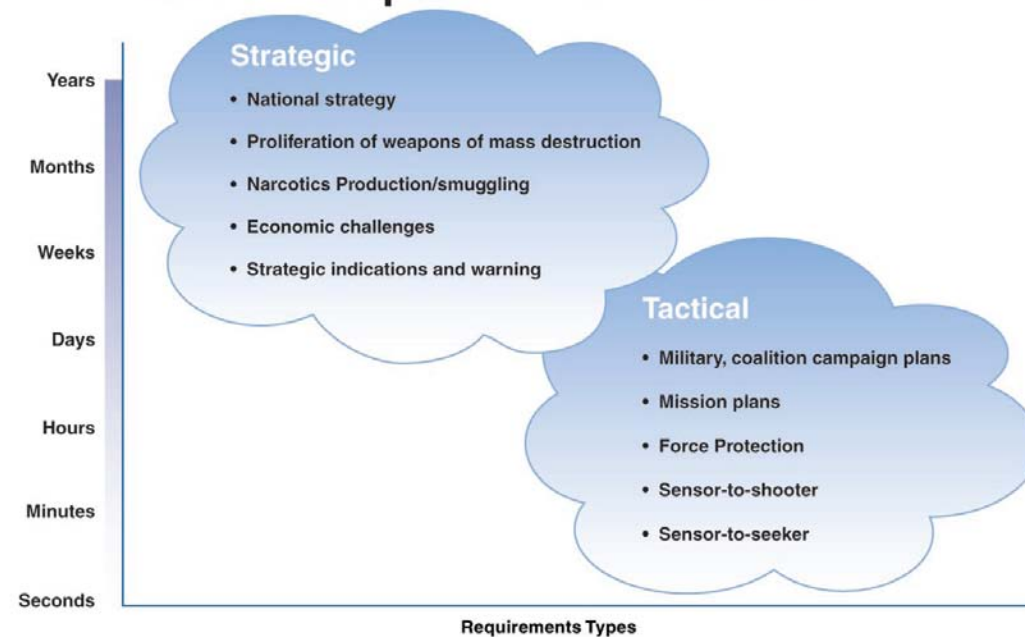 Years
Months
Weeks
Days
Hours
Minutes
Seconds
Strategic
• National strategy
• Proliferation of weapons of mass destruction
• Narcotics Production/smuggling
• Economic challenges
• Strategic indications and warning
Tactical
• Military, coalition campaign plans
• Mission plans
• Force Protection
• Sensor-to-shooter
• Sensor-to-seeker
Requirements Types